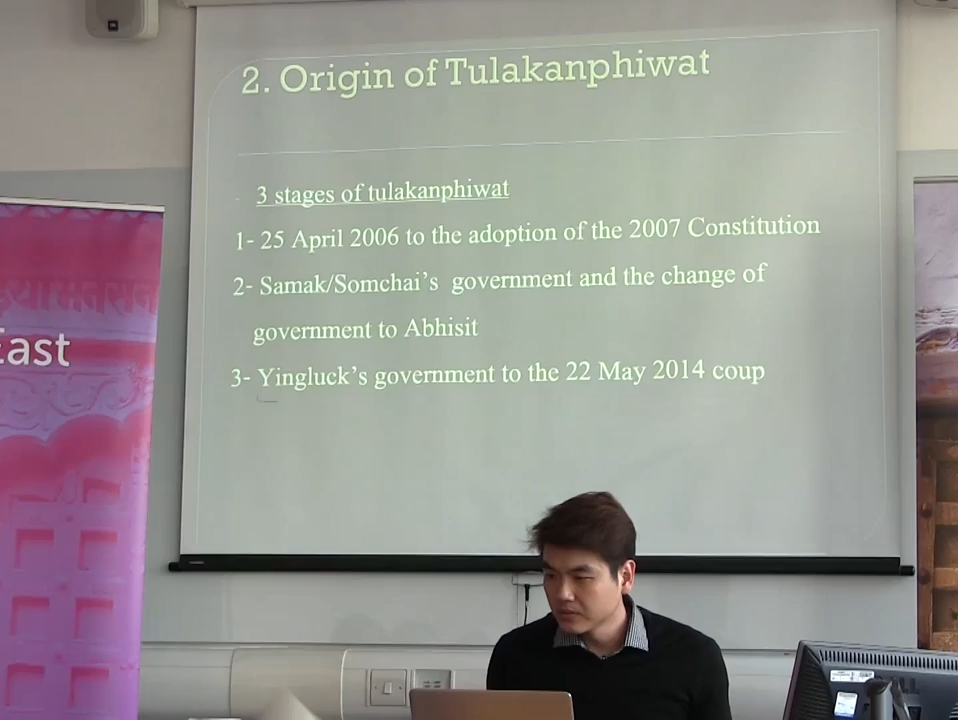 2. Origin of Tulakanphiwat
3 stages of tulakanphiwat
1- 25 April 2006 to the adoption of the 2007 Constitution
2- Samak/Somchai's government and the change of
government to Abhisit
3- Yingluck's government to the 22 May 2014 coup
East